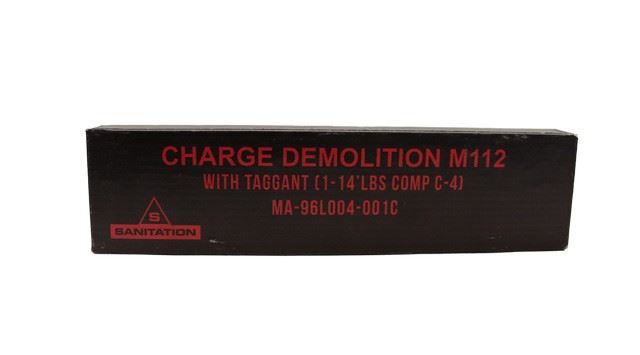 CHARGE DEMOLITION M112
WITH TAGGANT (1-14'LBS COMP C-4)
MA-96L004-001C
S
SANITATION